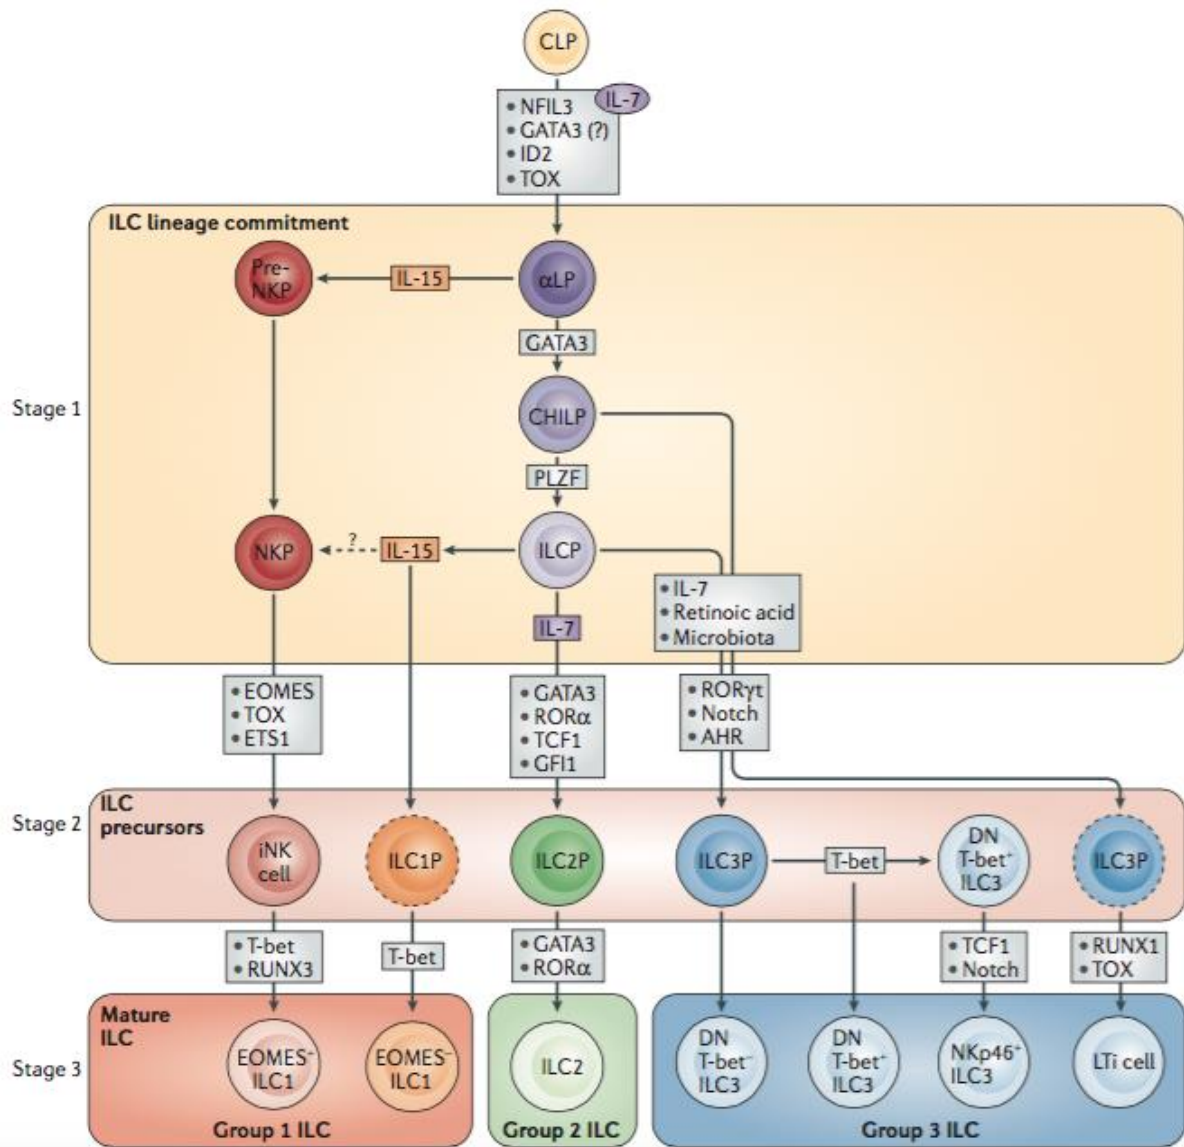 CLP
IL-7
• NFIL3
• GATA3 (?)
• ID2
• TOX
ILC lineage commitment
Pre-
NKP
IL-15
αLP
GATA3
Stage 1
CHILP
PLZF
NKP
?
IL-15
ILCP
• IL-7
• Retinoic acid
• Microbiota
IL-7
• EOMES
• TOX
• ETS1
• GATA3
• RORα
• TCF1
• GFI1
• RORγt
• Notch
• AHR
Stage 2
ILC
precursors
iNK
cell
ILC1P
ILC2P
ILC3P
T-bet
DN
T-bet⁺
ILC3
ILC3P
• T-bet
• RUNX3
T-bet
• GATA3
• RORα
• TCF1
• Notch
• RUNX1
• TOX
Stage 3
Mature
ILC
EOMES⁺
ILC1
EOMES⁻
ILC1
ILC2
DN
T-bet⁻
ILC3
DN
T-bet⁺
ILC3
NKp46⁺
ILC3
LTi cell
Group 1 ILC
Group 2 ILC
Group 3 ILC